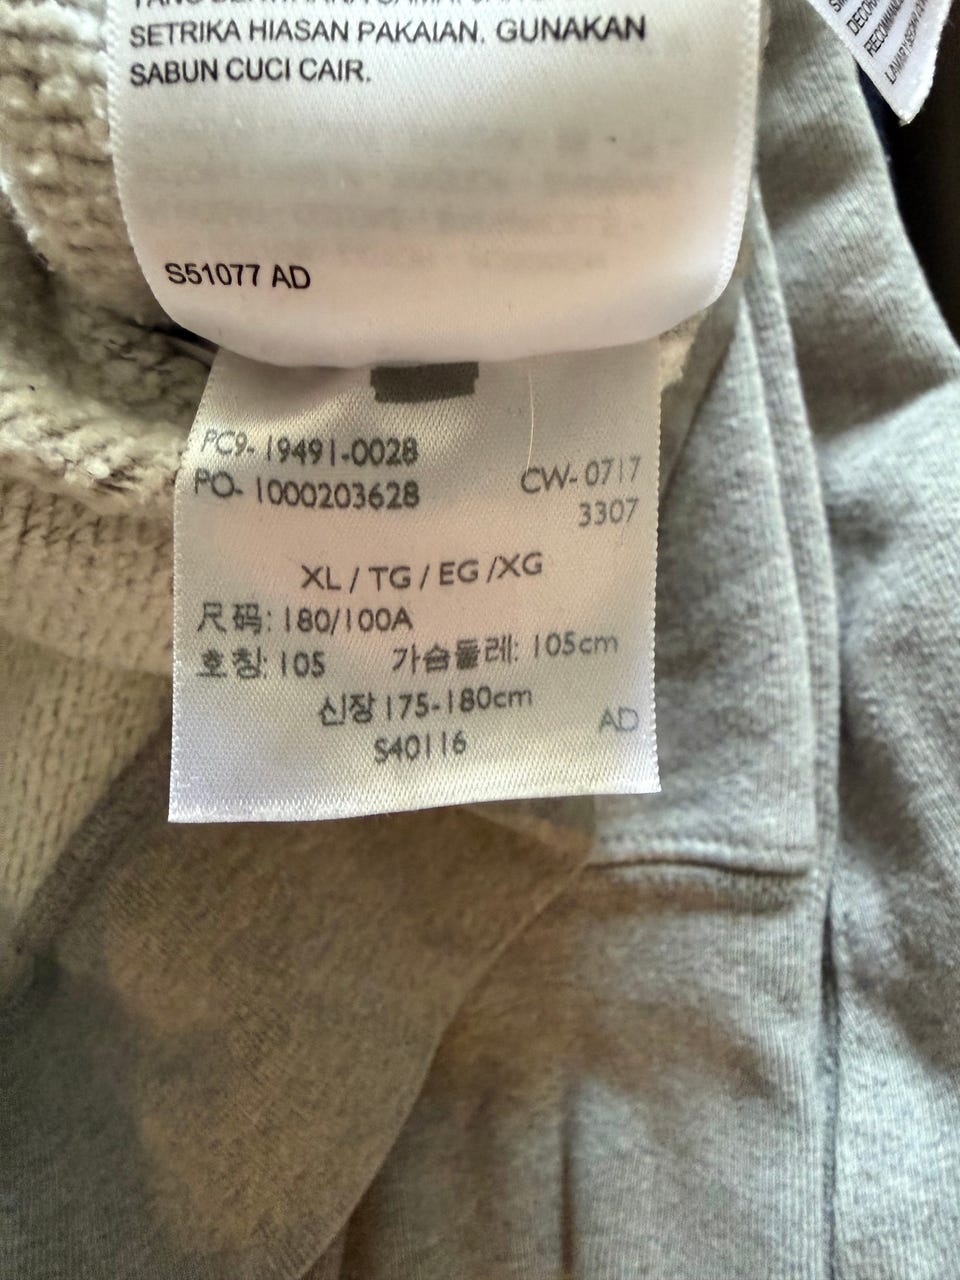 SETRIKA HIASAN PAKAIAN. GUNAKAN
SABUN CUCI CAIR.
S51077 AD
PC9- 19491-0028
PO- 1000203628
CW- 0717
3307
XL / TG / EG /XG
尺码: 180/100A
호칭: 105 가슴둘레: 105cm
신장 175-180cm
AD
S40116